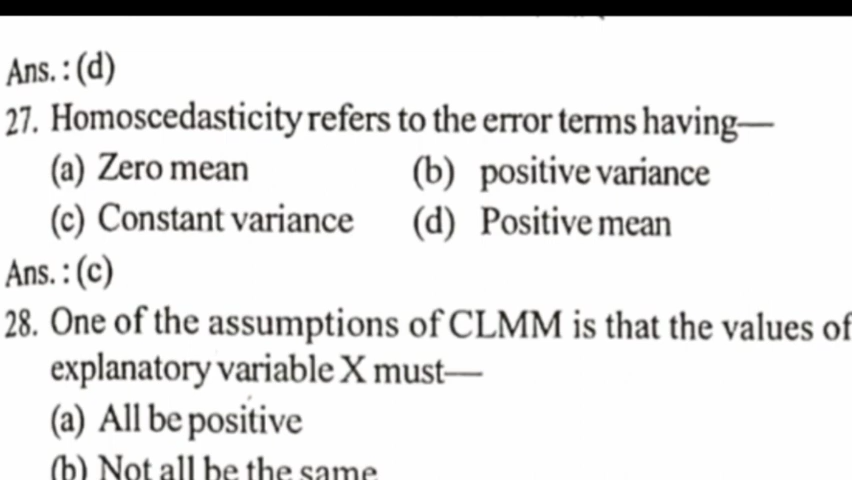 Ans. : (d)
27. Homoscedasticity refers to the error terms having—
(a) Zero mean (b) positive variance
(c) Constant variance (d) Positive mean
Ans. : (c)
28. One of the assumptions of CLMM is that the values of
explanatory variable X must—
(a) All be positive
(b) Not all be the same